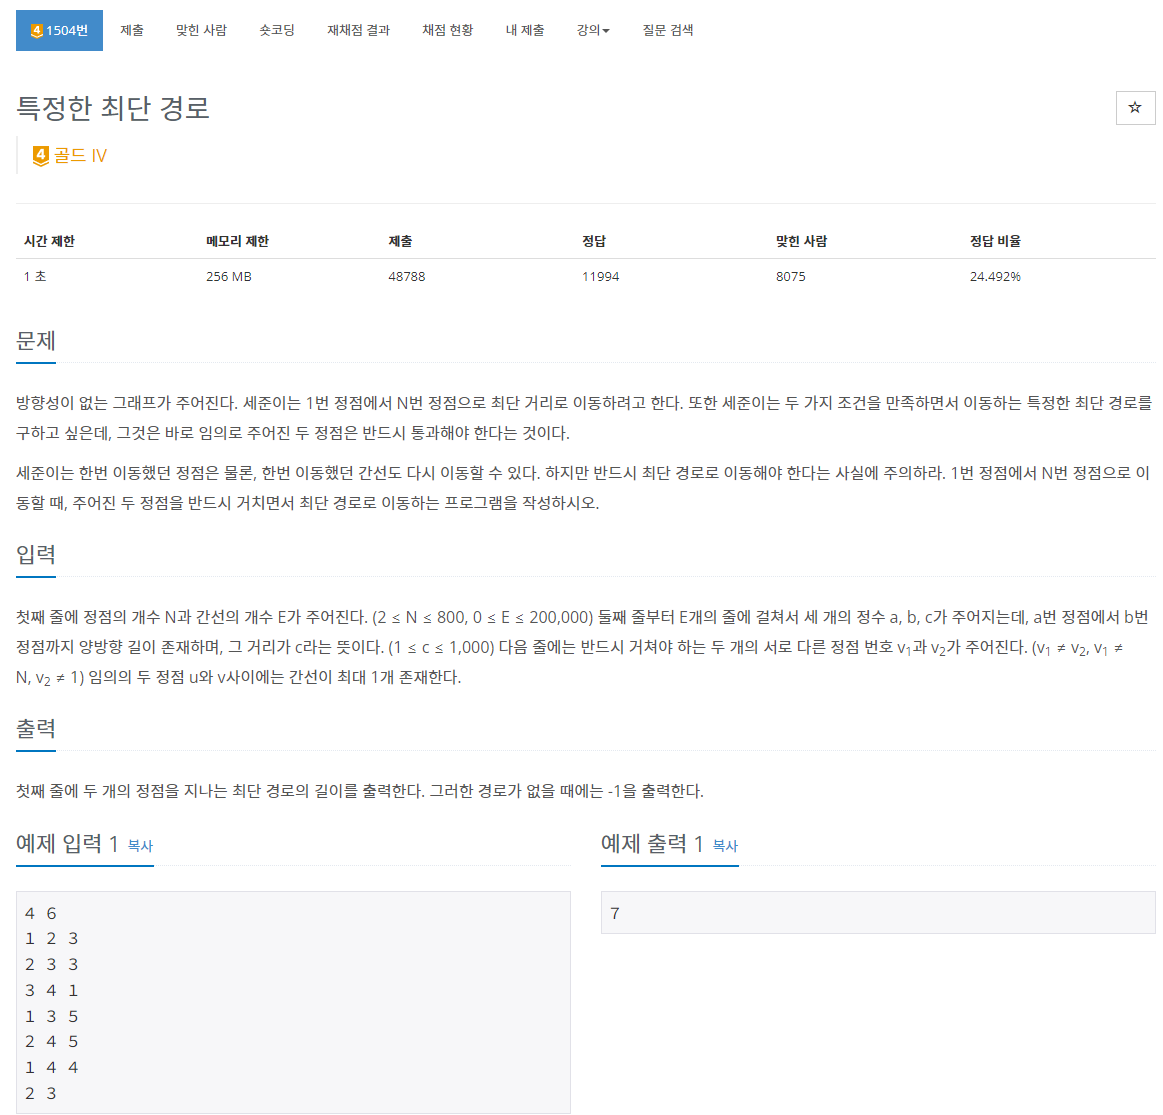 4 1504번 제출 맞힌 사람 숏코딩 재채점 결과 채점 현황 내 제출 강의 질문 검색
특정한 최단 경로
4 골드 IV
시간 제한 메모리 제한 제출 정답 맞힌 사람 정답 비율
1 초 256 MB 48788 11994 8075 24.492%
문제
방향성이 없는 그래프가 주어진다. 세준이는 1번 정점에서 N번 정점으로 최단 거리로 이동하려고 한다. 또한 세준이는 두 가지 조건을 만족하면서 이동하는 특정한 최단 경로를
구하고 싶은데, 그것은 바로 임의로 주어진 두 정점은 반드시 통과해야 한다는 것이다.
세준이는 한번 이동했던 정점은 물론, 한번 이동했던 간선도 다시 이동할 수 있다. 하지만 반드시 최단 경로로 이동해야 한다는 사실에 주의하라. 1번 정점에서 N번 정점으로 이
동할 때, 주어진 두 정점을 반드시 거치면서 최단 경로로 이동하는 프로그램을 작성하시오.
입력
첫째 줄에 정점의 개수 N과 간선의 개수 E가 주어진다. (2 ≤ N ≤ 800, 0 ≤ E ≤ 200,000) 둘째 줄부터 E개의 줄에 걸쳐서 세 개의 정수 a, b, c가 주어지는데, a번 정점에서 b번
정점까지 양방향 길이 존재하며, 그 거리가 c라는 뜻이다. (1 ≤ c ≤ 1,000) 다음 줄에는 반드시 거쳐야 하는 두 개의 서로 다른 정점 번호 v1과 v2가 주어진다. (v1 ≠ v2, v1 ≠
N, v2 ≠ 1) 임의의 두 정점 u와 v사이에는 간선이 최대 1개 존재한다.
출력
첫째 줄에 두 개의 정점을 지나는 최단 경로의 길이를 출력한다. 그러한 경로가 없을 때에는 -1을 출력한다.
예제 입력 1 복사
4 6
1 2 3
2 3 3
3 4 1
1 3 5
2 4 5
1 4 4
2 3
예제 출력 1 복사
7